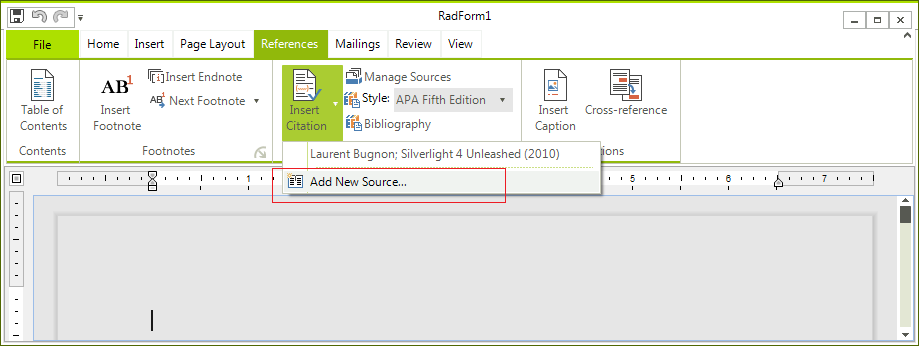 RadForm1
File Home Insert Page Layout References Mailings Review View
Table of Contents
Contents
AB¹ Insert Footnote
Insert Endnote
AB¹ Next Footnote
Footnotes
Insert Citation
Manage Sources
Style: APA Fifth Edition
Bibliography
Insert Caption
Cross-reference
ions
Laurent Bugnon; Silverlight 4 Unleashed (2010)
Add New Source...
1 5 6 7